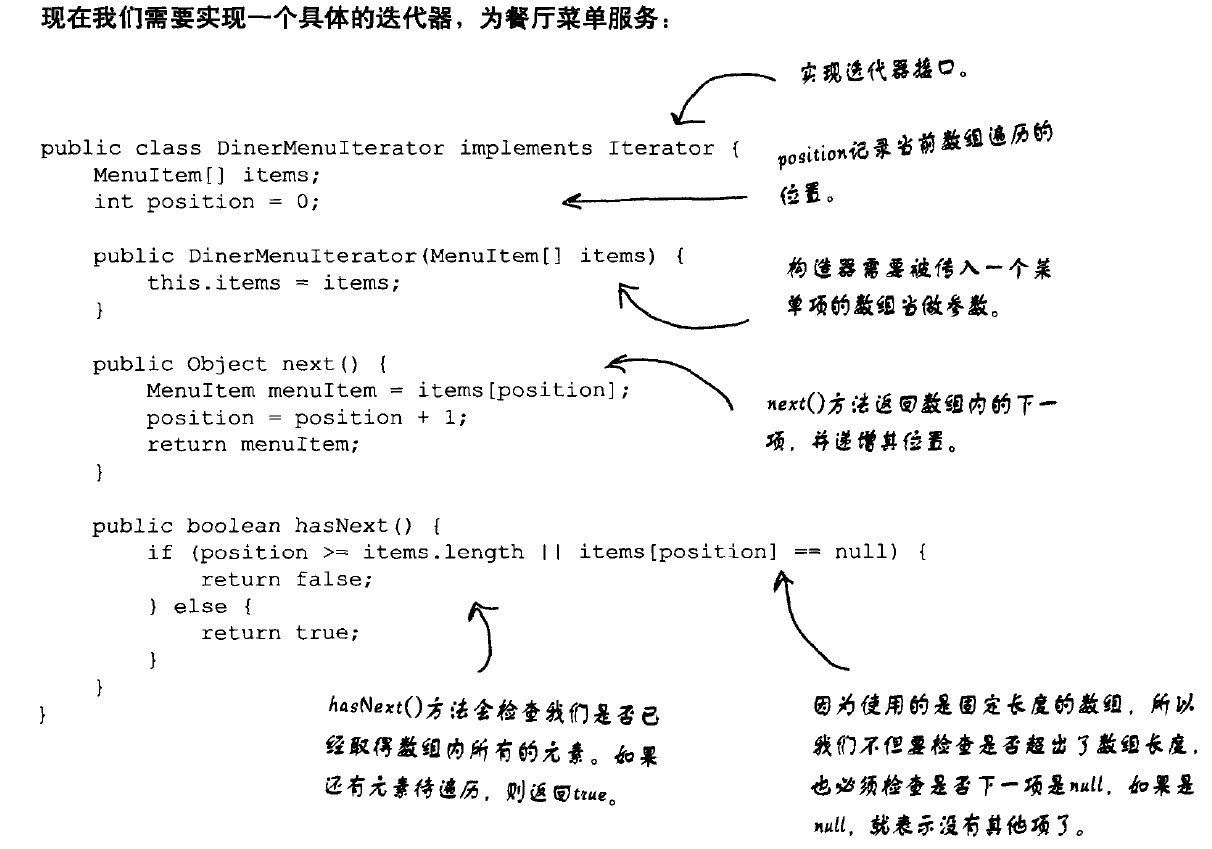 现在我们需要实现一个具体的迭代器，为餐厅菜单服务：
实现迭代器接口。
public class DinerMenuIterator implements Iterator {
MenuItem[] items;
int position = 0;
position记录当前数组遍历的
位置。
public DinerMenuIterator(MenuItem[] items) {
this.items = items;
}
构造器需要被传入一个菜
单项的数组当做参数。
public Object next() {
MenuItem menuItem = items[position];
position = position + 1;
return menuItem;
}
next()方法返回数组内的下一
项，并递增其位置。
public boolean hasNext() {
if (position >= items.length || items[position] == null) {
return false;
} else {
return true;
}
}
}
hasNext()方法会检查我们是否已
经取得数组内所有的元素。如果
还有元素待遍历，则返回true。
因为使用的是固定长度的数组，所以
我们不但要检查是否超出了数组长度，
也必须检查是否下一项是null，如果是
null，就表示没有其他项了。